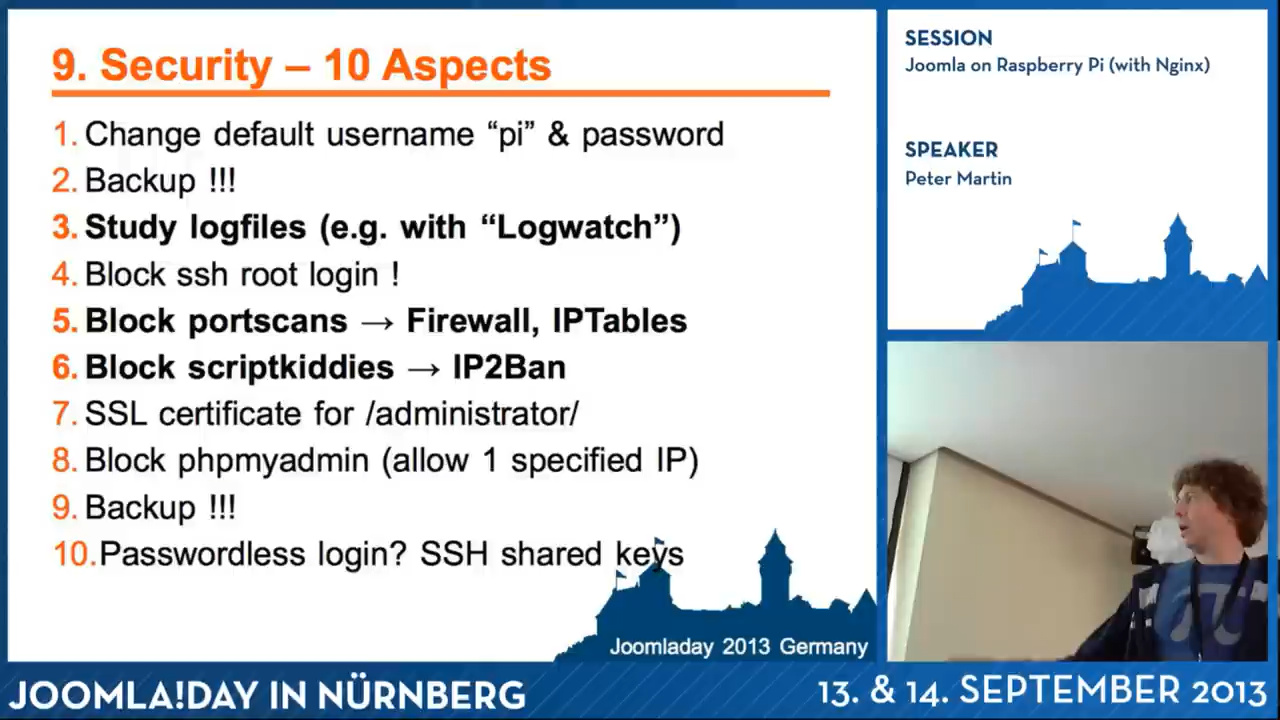 9. Security – 10 Aspects
1. Change default username “pi” & password
2. Backup !!!
3. Study logfiles (e.g. with “Logwatch”)
4. Block ssh root login !
5. Block portscans → Firewall, IPTables
6. Block scriptkiddies → IP2Ban
7. SSL certificate for /administrator/
8. Block phpmyadmin (allow 1 specified IP)
9. Backup !!!
10. Passwordless login? SSH shared keys
Joomladay 2013 Germany
SESSION
Joomla on Raspberry Pi (with Nginx)
SPEAKER
Peter Martin
π
JOOMLA!DAY IN NÜRNBERG
13. & 14. SEPTEMBER 2013